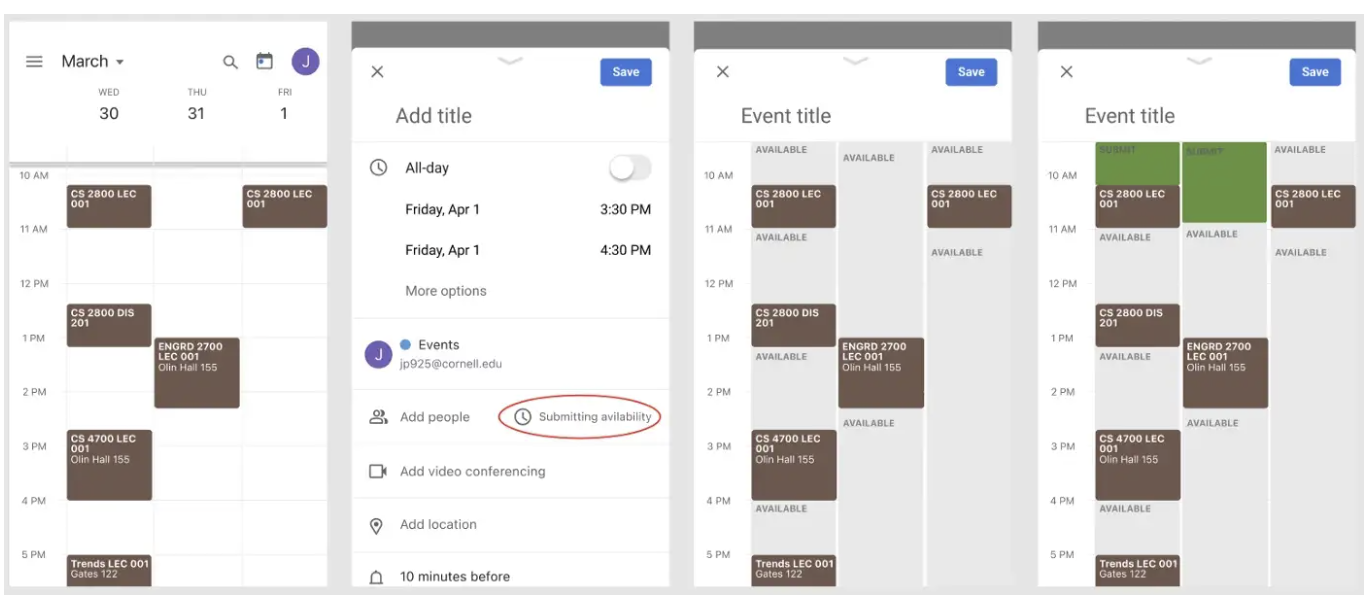 March
J
WED THU FRI
30 31 1
10 AM
CS 2800 LEC
001
CS 2800 LEC
001
11 AM
12 PM
CS 2800 DIS
201
1 PM
ENGRD 2700
LEC 001
Olin Hall 155
2 PM
CS 4700 LEC
001
Olin Hall 155
3 PM
4 PM
5 PM
Trends LEC 001
Gates 122
Save
Add title
All-day
Friday, Apr 1 3:30 PM
Friday, Apr 1 4:30 PM
More options
J
Events
jp925@cornell.edu
Add people
Submitting avilability
Add video conferencing
Add location
10 minutes before
Save
Event title
AVAILABLE
AVAILABLE
AVAILABLE
10 AM
CS 2800 LEC
001
CS 2800 LEC
001
11 AM
AVAILABLE
AVAILABLE
12 PM
CS 2800 DIS
201
1 PM
ENGRD 2700
LEC 001
Olin Hall 155
AVAILABLE
2 PM
AVAILABLE
CS 4700 LEC
001
Olin Hall 155
3 PM
4 PM
AVAILABLE
5 PM
Trends LEC 001
Gates 122
Save
Event title
SUBMIT
SUBMIT
AVAILABLE
10 AM
CS 2800 LEC
001
CS 2800 LEC
001
11 AM
AVAILABLE
AVAILABLE
AVAILABLE
12 PM
CS 2800 DIS
201
1 PM
ENGRD 2700
LEC 001
Olin Hall 155
AVAILABLE
2 PM
AVAILABLE
CS 4700 LEC
001
Olin Hall 155
3 PM
4 PM
AVAILABLE
5 PM
Trends LEC 001
Gates 122